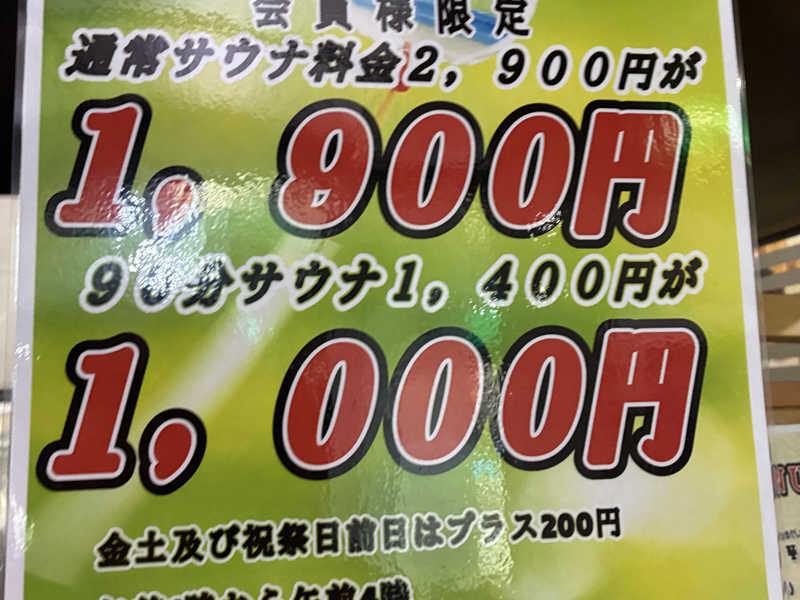 会員様限定
通常サウナ料金2，900円が
1，900円
90分サウナ1，400円が
1，000円
金土及び祝祭日前日はプラス200円